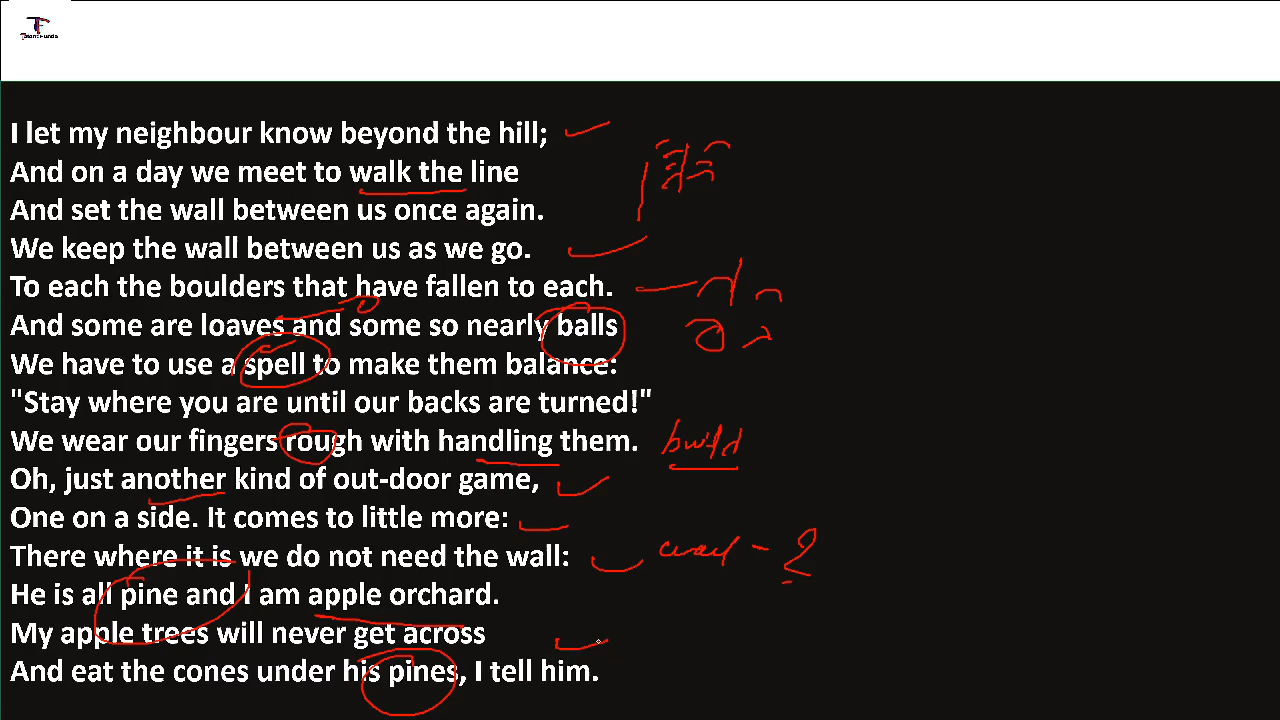 I let my neighbour know beyond the hill;
And on a day we meet to walk the line
And set the wall between us once again.
We keep the wall between us as we go.
To each the boulders that have fallen to each.
And some are loaves and some so nearly balls
We have to use a spell to make them balance:
"Stay where you are until our backs are turned!"
We wear our fingers rough with handling them. build
Oh, just another kind of out-door game,
One on a side. It comes to little more:
There where it is we do not need the wall: - ?
He is all pine and I am apple orchard.
My apple trees will never get across
And eat the cones under his pines, I tell him.